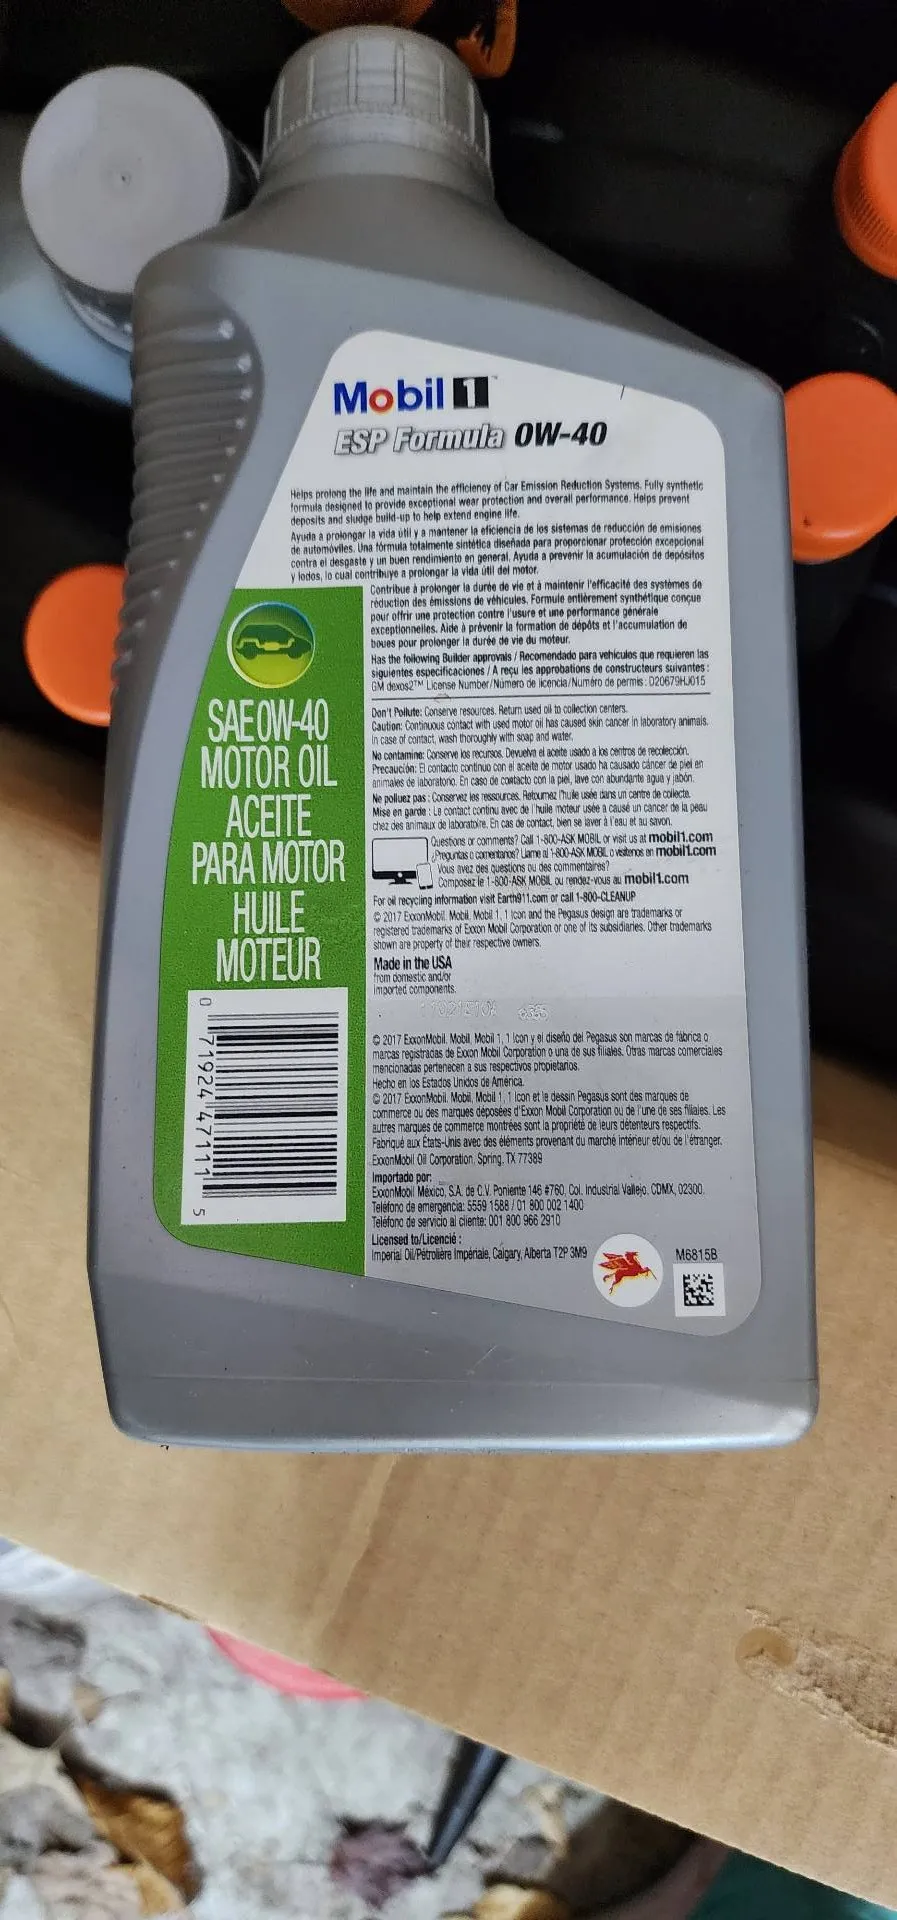 Mobil 1™
ESP Formula 0W-40
Helps prolong the life and maintain the efficiency of Car Emission Reduction Systems. Fully synthetic
formula designed to provide exceptional wear protection and overall performance. Helps prevent
deposits and sludge build-up to help extend engine life.
Ayuda a prolongar la vida útil y a mantener la eficiencia de los sistemas de reducción de emisiones
de automóviles. Una fórmula totalmente sintética diseñada para proporcionar protección excepcional
contra el desgaste y un buen rendimiento en general. Ayuda a prevenir la acumulación de depósitos
y lodos, lo cual contribuye a prolongar la vida útil del motor.
Contribue à prolonger la durée de vie et à maintenir l'efficacité des systèmes de
réduction des émissions de véhicules. Formule entièrement synthétique conçue
pour offrir une protection contre l'usure et une performance générale
exceptionnelles. Aide à prévenir la formation de dépôts et l'accumulation de
boues pour prolonger la durée de vie du moteur.
Has the following Builder approvals / Recomendado para vehículos que requieren las
siguientes especificaciones / A reçu les approbations de constructeurs suivantes :
GM dexos2™ License Number/Número de licencia/Numéro de permis : D20679HJ015
SAE 0W-40
MOTOR OIL
ACEITE
PARA MOTOR
HUILE
MOTEUR
Don't Pollute: Conserve resources. Return used oil to collection centers.
Caution: Continuous contact with used motor oil has caused skin cancer in laboratory animals.
In case of contact, wash thoroughly with soap and water.
No contamine: Conserve los recursos. Devuelva el aceite usado a los centros de recolección.
Precaución: El contacto continuo con el aceite de motor usado ha causado cáncer de piel en
animales de laboratorio. En caso de contacto con la piel, lave con abundante agua y jabón.
Ne polluez pas : Conservez les ressources. Retournez l'huile usée dans un centre de collecte.
Mise en garde : Le contact continu avec de l'huile moteur usée a causé un cancer de la peau
chez des animaux de laboratoire. En cas de contact, bien se laver à l'eau et au savon.
Questions or comments? Call 1-800-ASK MOBIL or visit us at mobil1.com
¿Preguntas o comentarios? Llame al 1-800-ASK MOBIL o visítenos en mobil1.com
Vous avez des questions ou des commentaires?
Composez le 1-800-ASK MOBIL ou rendez-vous au mobil1.com
For oil recycling information visit Earth911.com or call 1-800-CLEANUP
© 2017 ExxonMobil. Mobil, Mobil 1, 1 Icon and the Pegasus design are trademarks or
registered trademarks of Exxon Mobil Corporation or one of its subsidiaries. Other trademarks
shown are property of their respective owners.
Made in the USA
from domestic and/or
imported components.
© 2017 ExxonMobil. Mobil, Mobil 1, 1 Icon y el diseño del Pegasus son marcas de fábrica o
marcas registradas de Exxon Mobil Corporation o una de sus filiales. Otras marcas comerciales
mencionadas pertenecen a sus respectivos propietarios.
Hecho en los Estados Unidos de América.
© 2017 ExxonMobil. Mobil, Mobil 1, 1 Icon et le dessin Pegasus sont des marques de
commerce ou des marques déposées d'Exxon Mobil Corporation ou de l'une de ses filiales. Les
autres marques de commerce montrées sont la propriété de leurs détenteurs respectifs.
Fabriqué aux États-Unis avec des éléments provenant du marché intérieur et/ou de l'étranger.
ExxonMobil Oil Corporation, Spring, TX 77389
Importado por:
ExxonMobil México, S.A. de C.V. Poniente 146 #760, Col. Industrial Vallejo, CDMX, 02300.
Teléfono de emergencia: 5559 1588 / 01 800 002 1400
Teléfono de servicio al cliente: 001 800 966 2910
Licensed to/Licencié :
Imperial Oil/Pétrolière Impériale, Calgary, Alberta T2P 3M9
M6815B
0 71924 47111 5